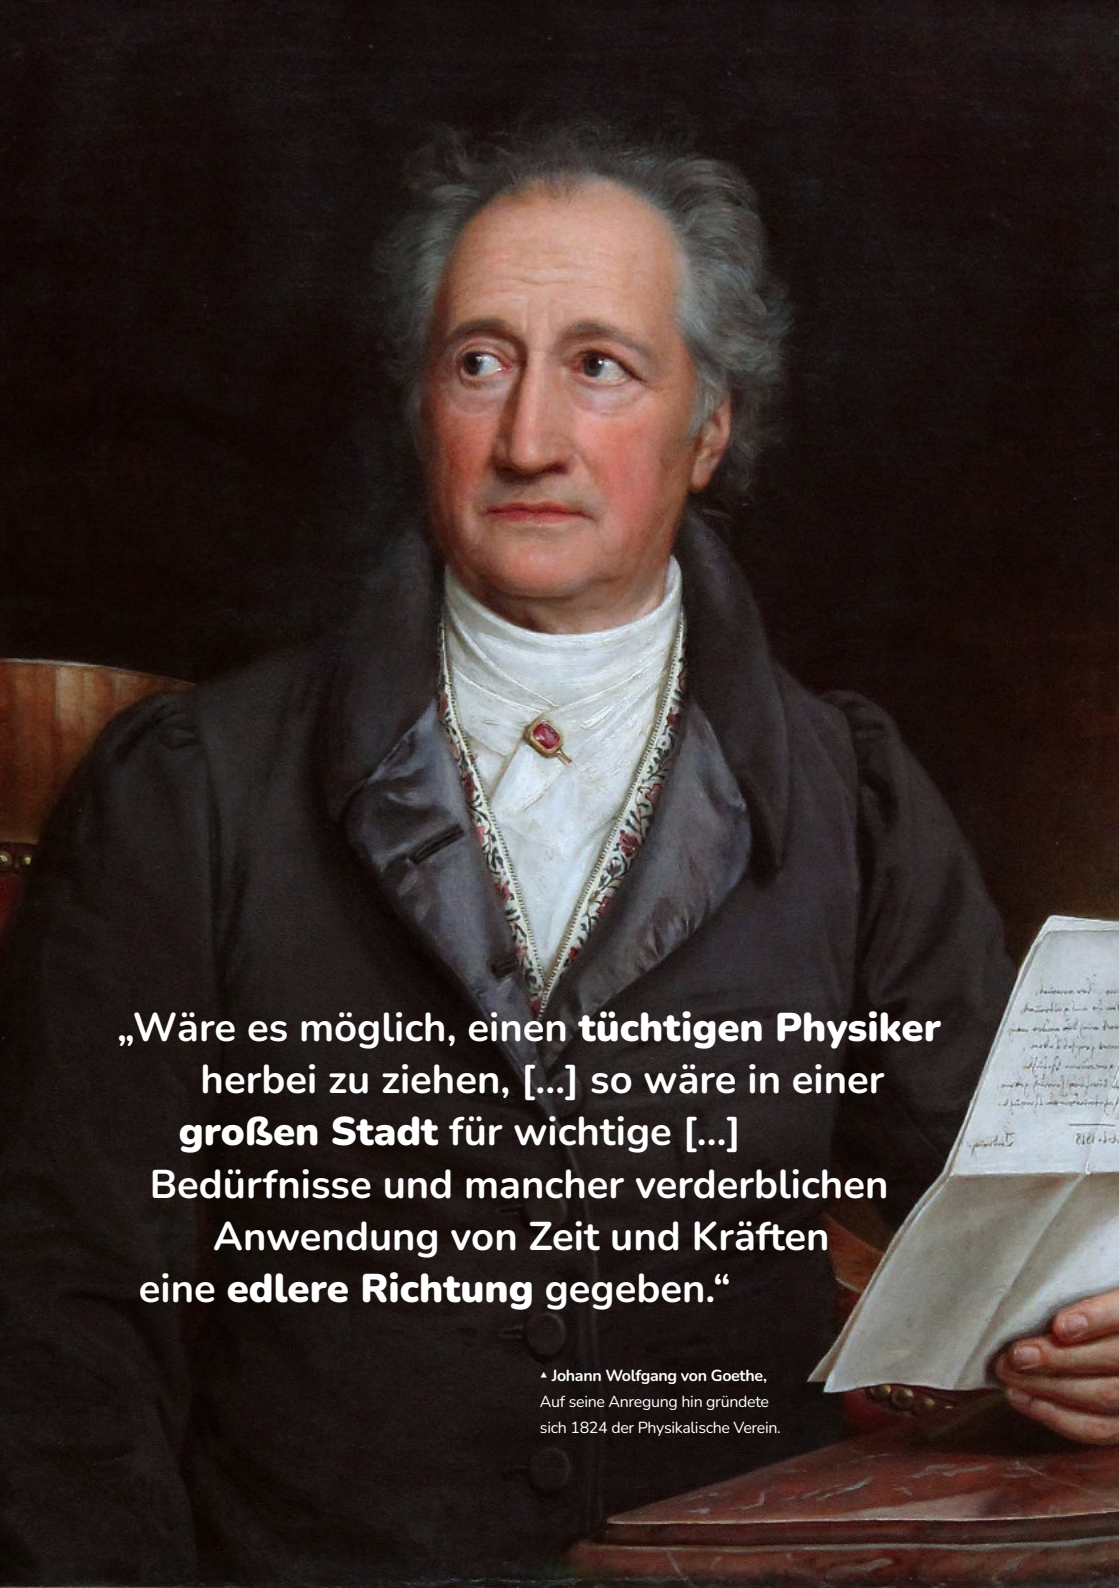 „Wäre es möglich, einen tüchtigen Physiker
herbei zu ziehen, [...] so wäre in einer
großen Stadt für wichtige [...]
Bedürfnisse und mancher verderblichen
Anwendung von Zeit und Kräften
eine edlere Richtung gegeben.“
▲ Johann Wolfgang von Goethe,
Auf seine Anregung hin gründete
sich 1824 der Physikalische Verein.